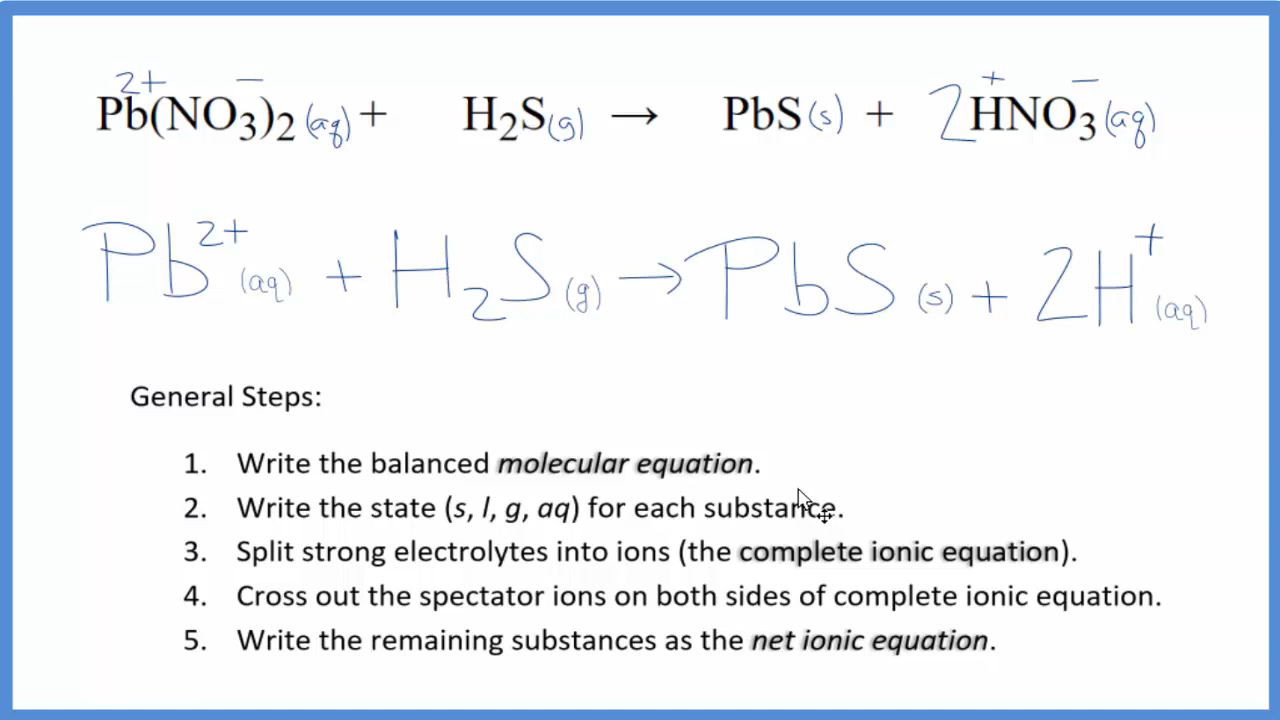 Pb²⁺(NO₃)₂⁻ (aq) + H₂S(g) → PbS(s) + 2H⁺NO₃⁻(aq)
Pb²⁺(aq) + H₂S(g) → PbS(s) + 2H⁺(aq)
General Steps:
1. Write the balanced molecular equation.
2. Write the state (s, l, g, aq) for each substance.
3. Split strong electrolytes into ions (the complete ionic equation).
4. Cross out the spectator ions on both sides of complete ionic equation.
5. Write the remaining substances as the net ionic equation.